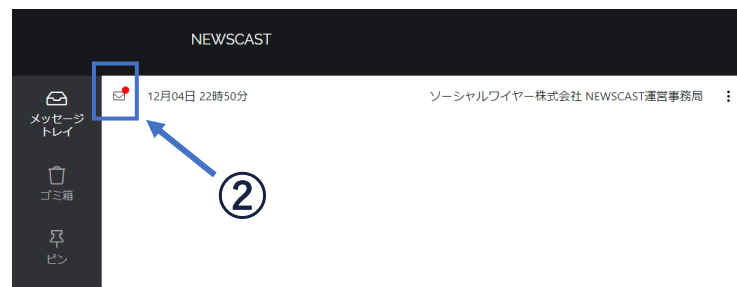 NEWSCAST
メッセージ
トレイ
12月04日 22時50分
ソーシャルワイヤー株式会社 NEWSCAST運営事務局
ゴミ箱
②
ピン